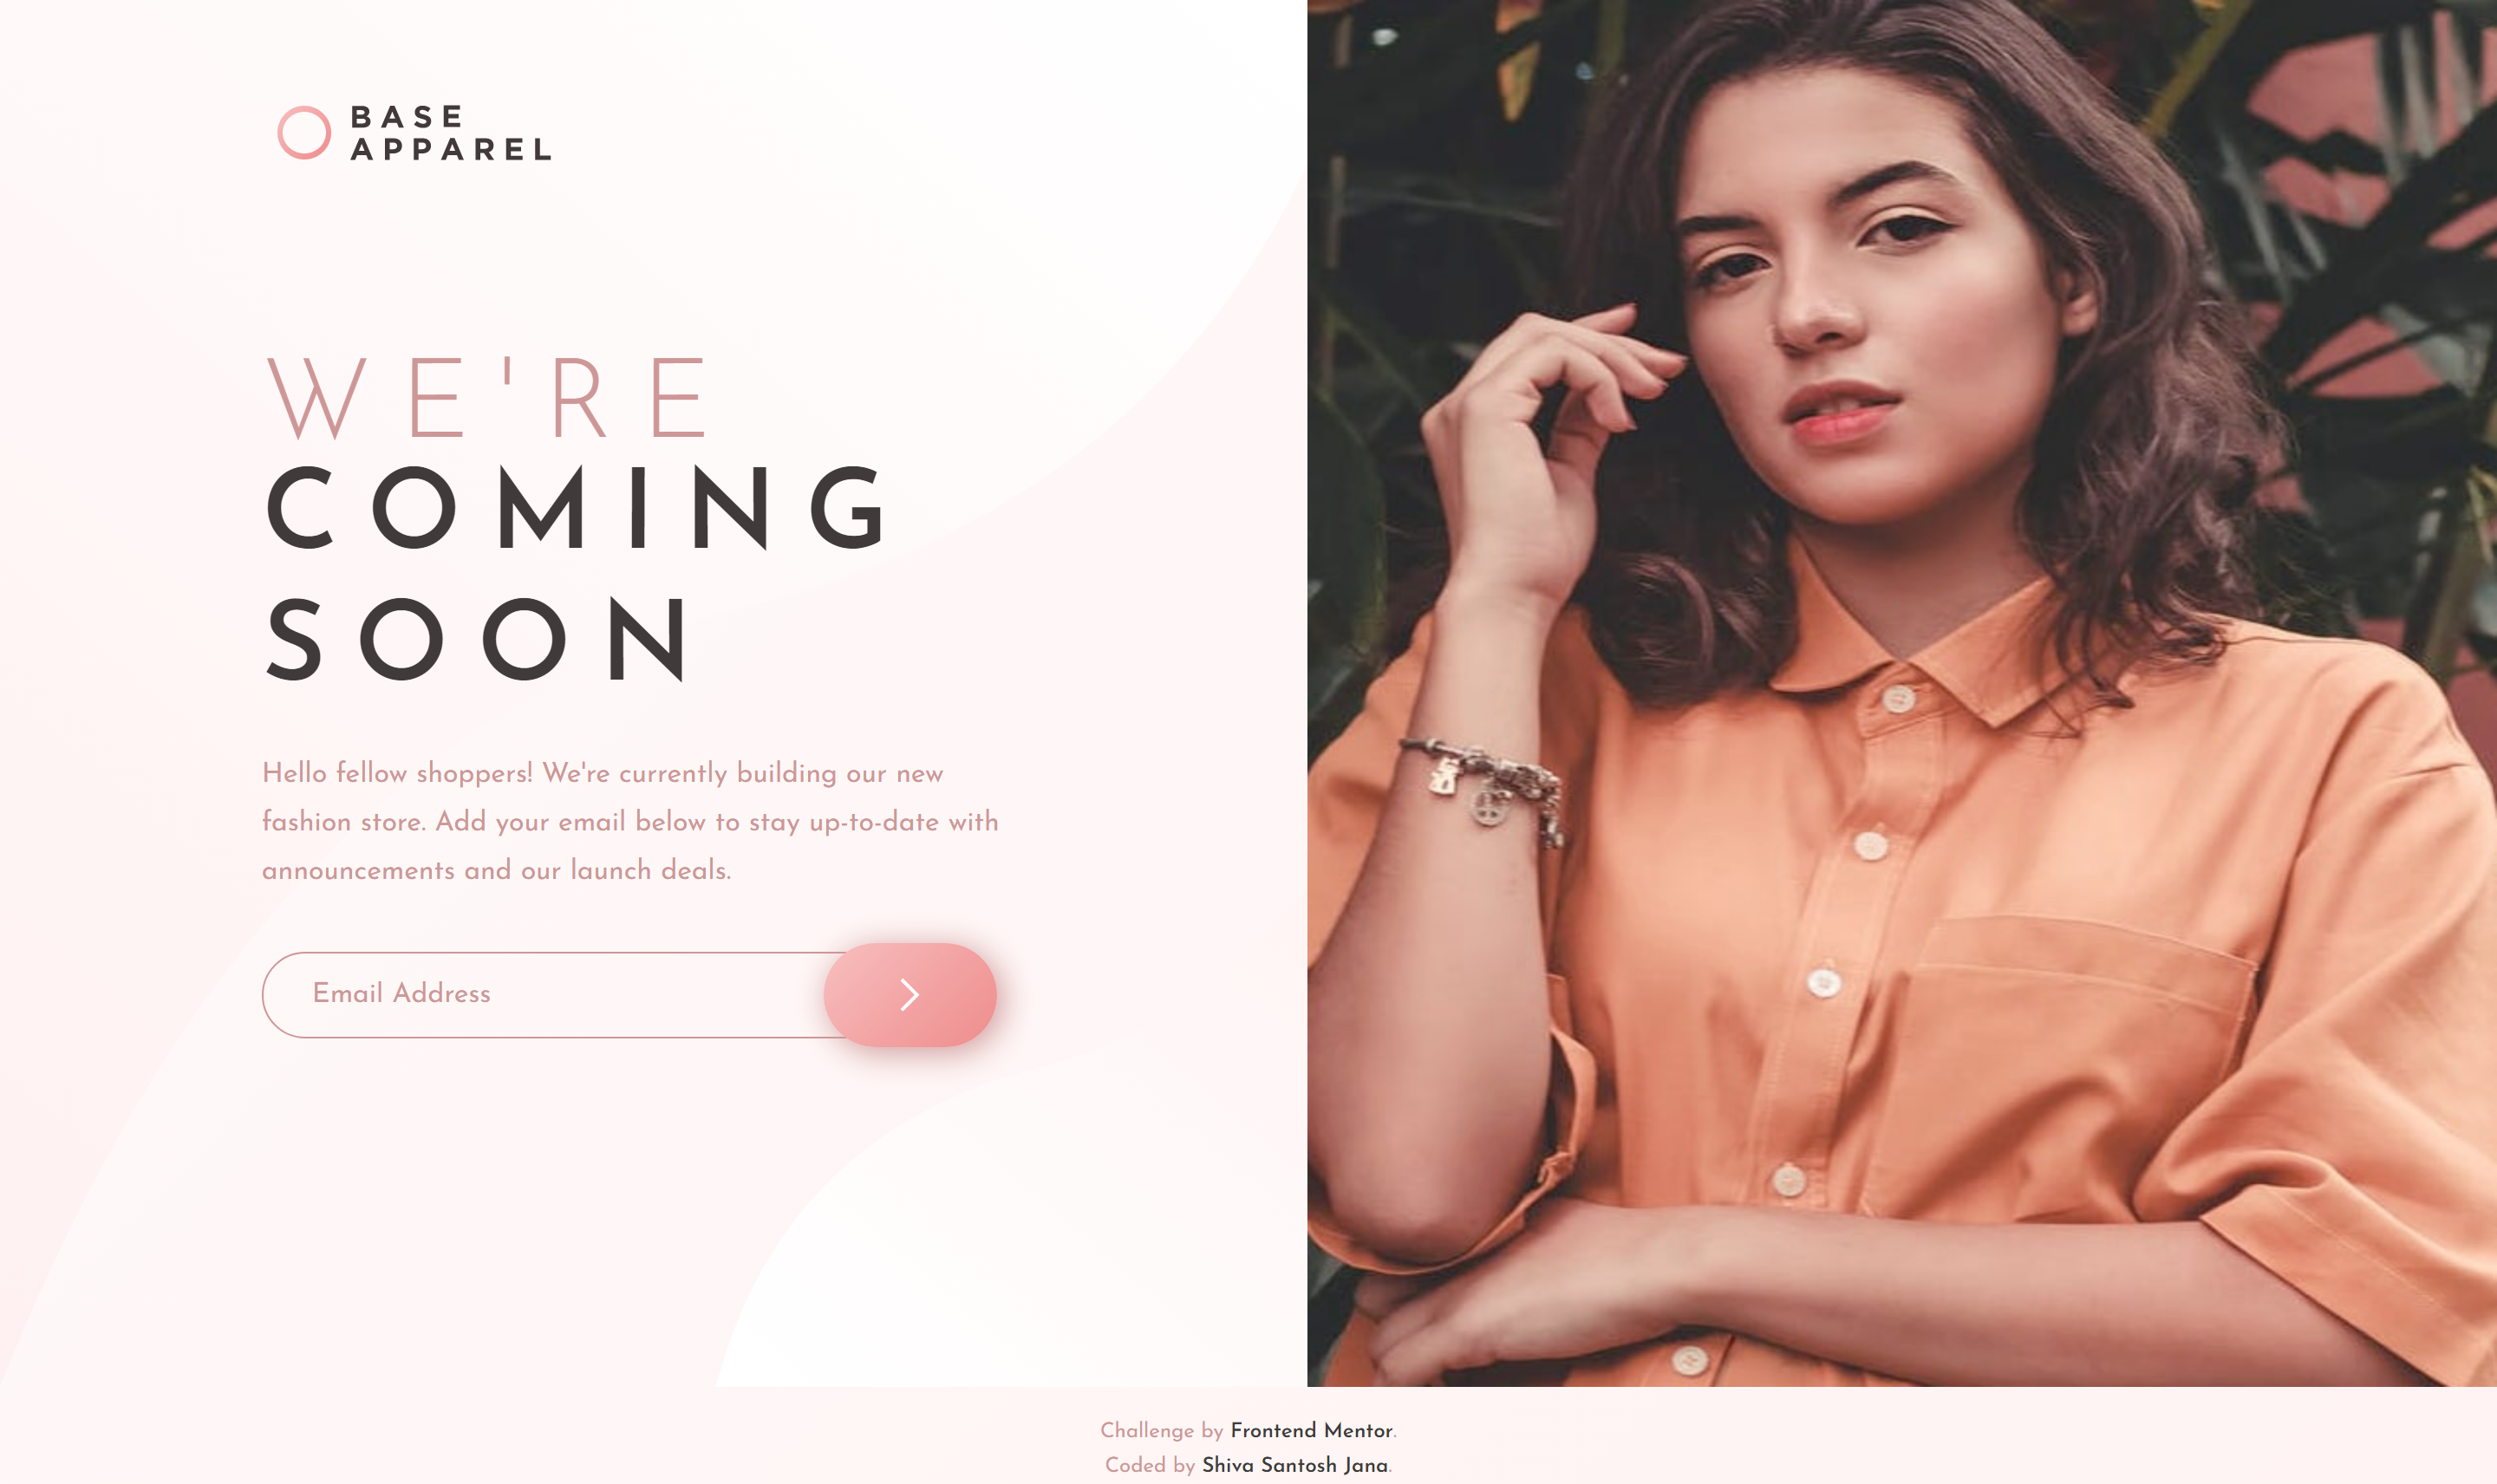 BASE
APPAREL
WE'RE
COMING
SOON
Hello fellow shoppers! We're currently building our new
fashion store. Add your email below to stay up-to-date with
announcements and our launch deals.
Email Address
Challenge by Frontend Mentor.
Coded by Shiva Santosh Jana.